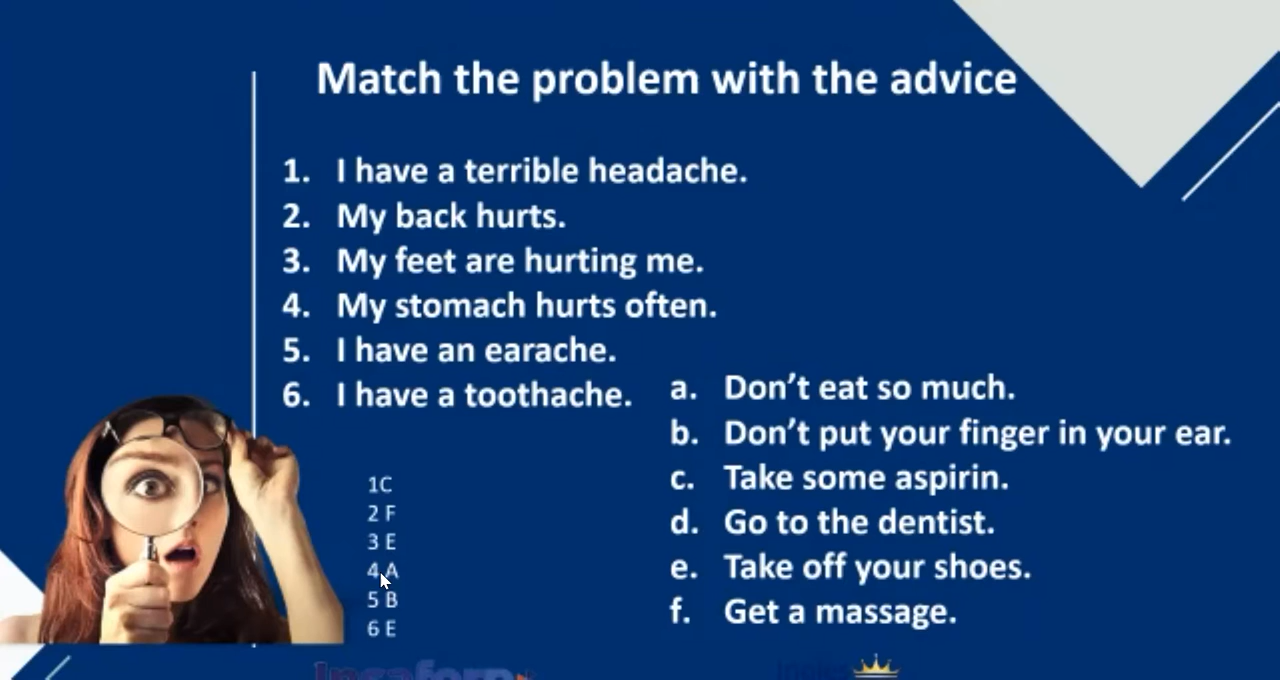 Match the problem with the advice
1. I have a terrible headache.
2. My back hurts.
3. My feet are hurting me.
4. My stomach hurts often.
5. I have an earache.
6. I have a toothache.
a. Don’t eat so much.
b. Don’t put your finger in your ear.
c. Take some aspirin.
d. Go to the dentist.
e. Take off your shoes.
f. Get a massage.
1C
2 F
3 E
4 A
5 B
6 E